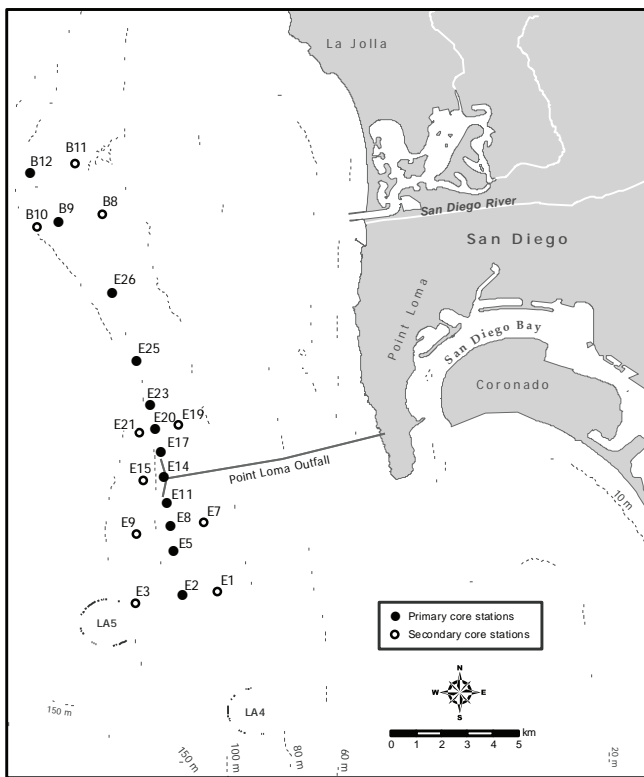 La Jolla
B11
B12
B8
B10
B9
San Diego River
San Diego
E26
Point Loma
San Diego Bay
E25
Coronado
E23
E21
E20
E19
E17
E15
E14
Point Loma Outfall
E11
10 m
E9
E8
E7
E5
E3
E2
E1
LA5
Primary core stations
Secondary core stations
N
W
E
S
LA4
150 m
km
0 1 2 3 4 5
150 m
100 m
80 m
60 m
20 m